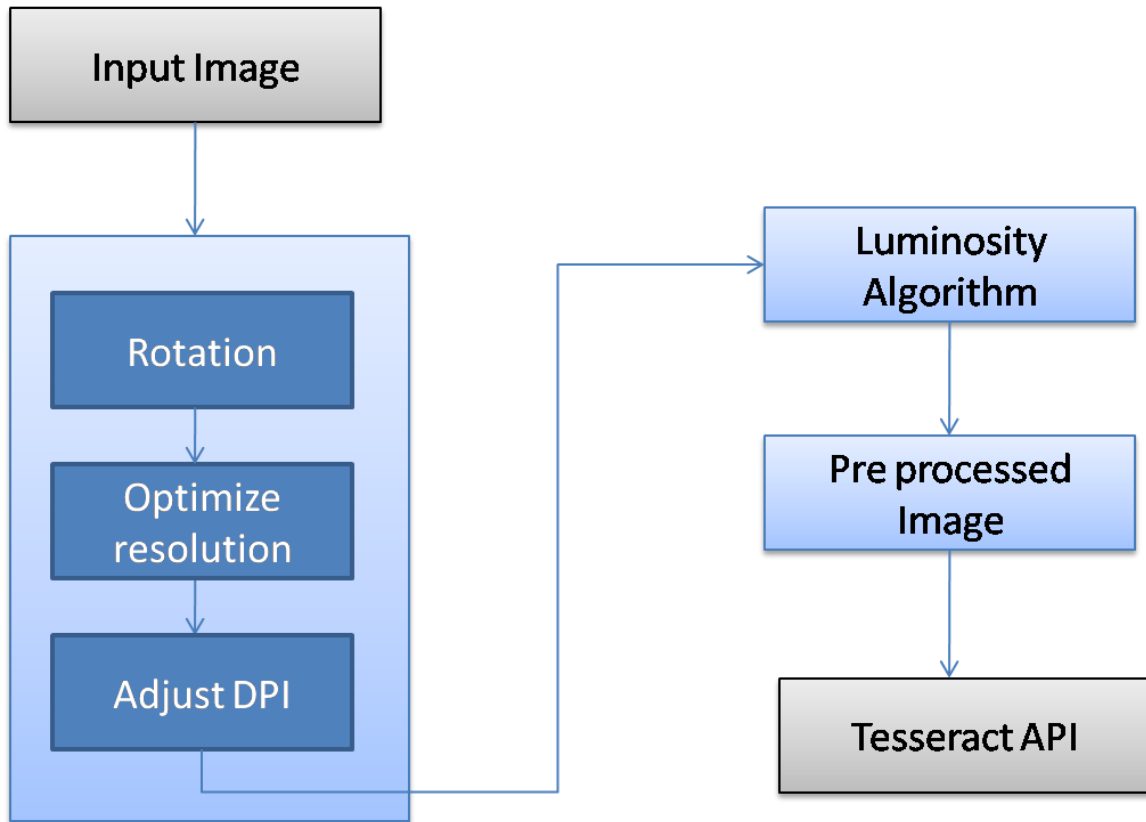 Input Image
Rotation
Optimize
resolution
Adjust DPI
Luminosity
Algorithm
Pre processed
Image
Tesseract API